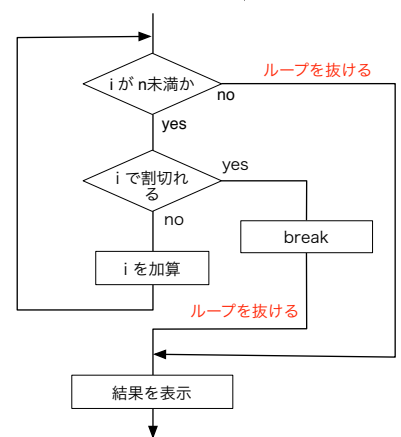 i が n未満か
ループを抜ける
no
yes
i で割切れ
る
yes
no
break
i を加算
ループを抜ける
結果を表示